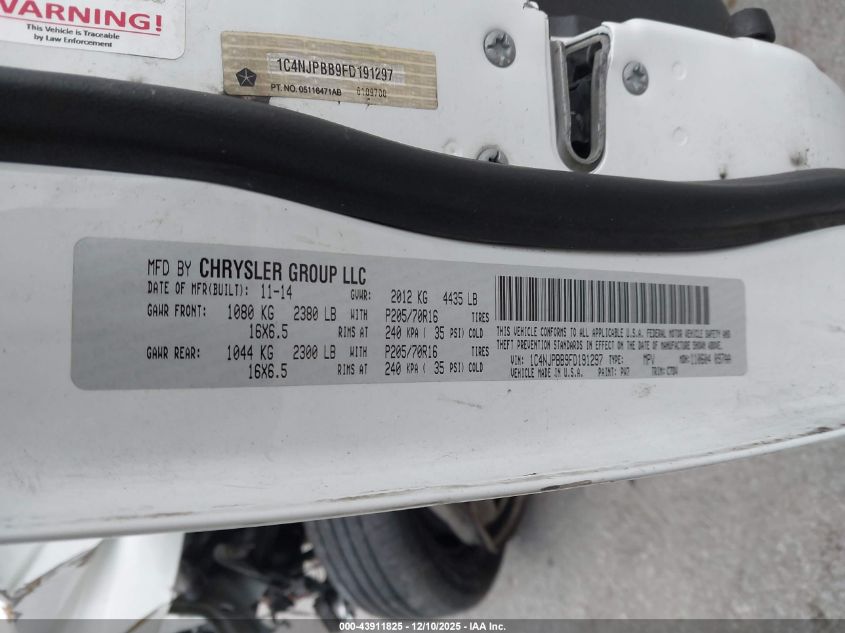 WARNING!
This Vehicle is Traceable
by Law Enforcement
1C4NJPBB9FD191297
PT. NO. 05116471AB 0109700
MFD BY CHRYSLER GROUP LLC
DATE OF MFR(BUILT): 11-14 GVWR: 2012 KG 4435 LB
GAWR FRONT: 1080 KG 2380 LB WITH P205/70R16 TIRES
16X6.5 RIMS AT 240 KPA ( 35 PSI) COLD
GAWR REAR: 1044 KG 2300 LB WITH P205/70R16 TIRES
16X6.5 RIMS AT 240 KPA ( 35 PSI) COLD
THIS VEHICLE CONFORMS TO ALL APPLICABLE U.S.A. FEDERAL MOTOR VEHICLE SAFETY AND
THEFT PREVENTION STANDARDS IN EFFECT ON THE DATE OF MANUFACTURE SHOWN ABOVE.
VIN: 1C4NJPBB9FD191297 TYPE: MPV MDH: 110604 097AA
VEHICLE MADE IN U.S.A. PAINT: PW7 TRIM:
000-43911825 - 12/10/2025 - IAA Inc.